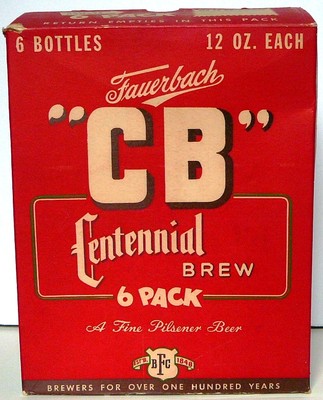 RETURN EMPTIES IN THIS PACK
6 BOTTLES 12 OZ. EACH
Fauerbach
"CB"
Centennial
BREW
6 PACK
A Fine Pilsener Beer
EST'D. FBC 1848
BREWERS FOR OVER ONE HUNDRED YEARS